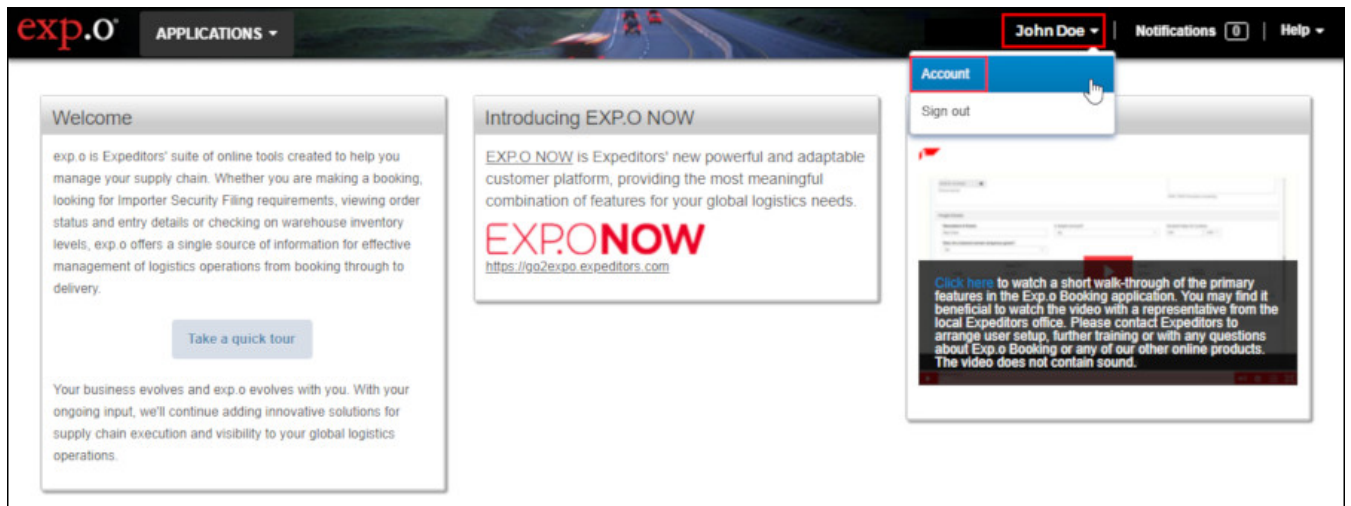 exp.o
APPLICATIONS
John Doe
Notifications 0
Help
Account
Sign out
Welcome
exp.o is Expeditors' suite of online tools created to help you
manage your supply chain. Whether you are making a booking,
looking for Importer Security Filing requirements, viewing order
status and entry details or checking on warehouse inventory
levels, exp.o offers a single source of information for effective
management of logistics operations from booking through to
delivery.
Take a quick tour
Your business evolves and exp.o evolves with you. With your
ongoing input, we'll continue adding innovative solutions for
supply chain execution and visibility to your global logistics
operations.
Introducing EXP.O NOW
EXP.O NOW is Expeditors' new powerful and adaptable
customer platform, providing the most meaningful
combination of features for your global logistics needs.
EXP.O NOW
https://go2expo.expeditors.com
Click here to watch a short walk-through of the primary
features in the Exp.o Booking application. You may find it
beneficial to watch the video with a representative from the
local Expeditors office. Please contact Expeditors to
arrange user setup, further training or with any questions
about Exp.o Booking or any of our other online products.
The video does not contain sound.